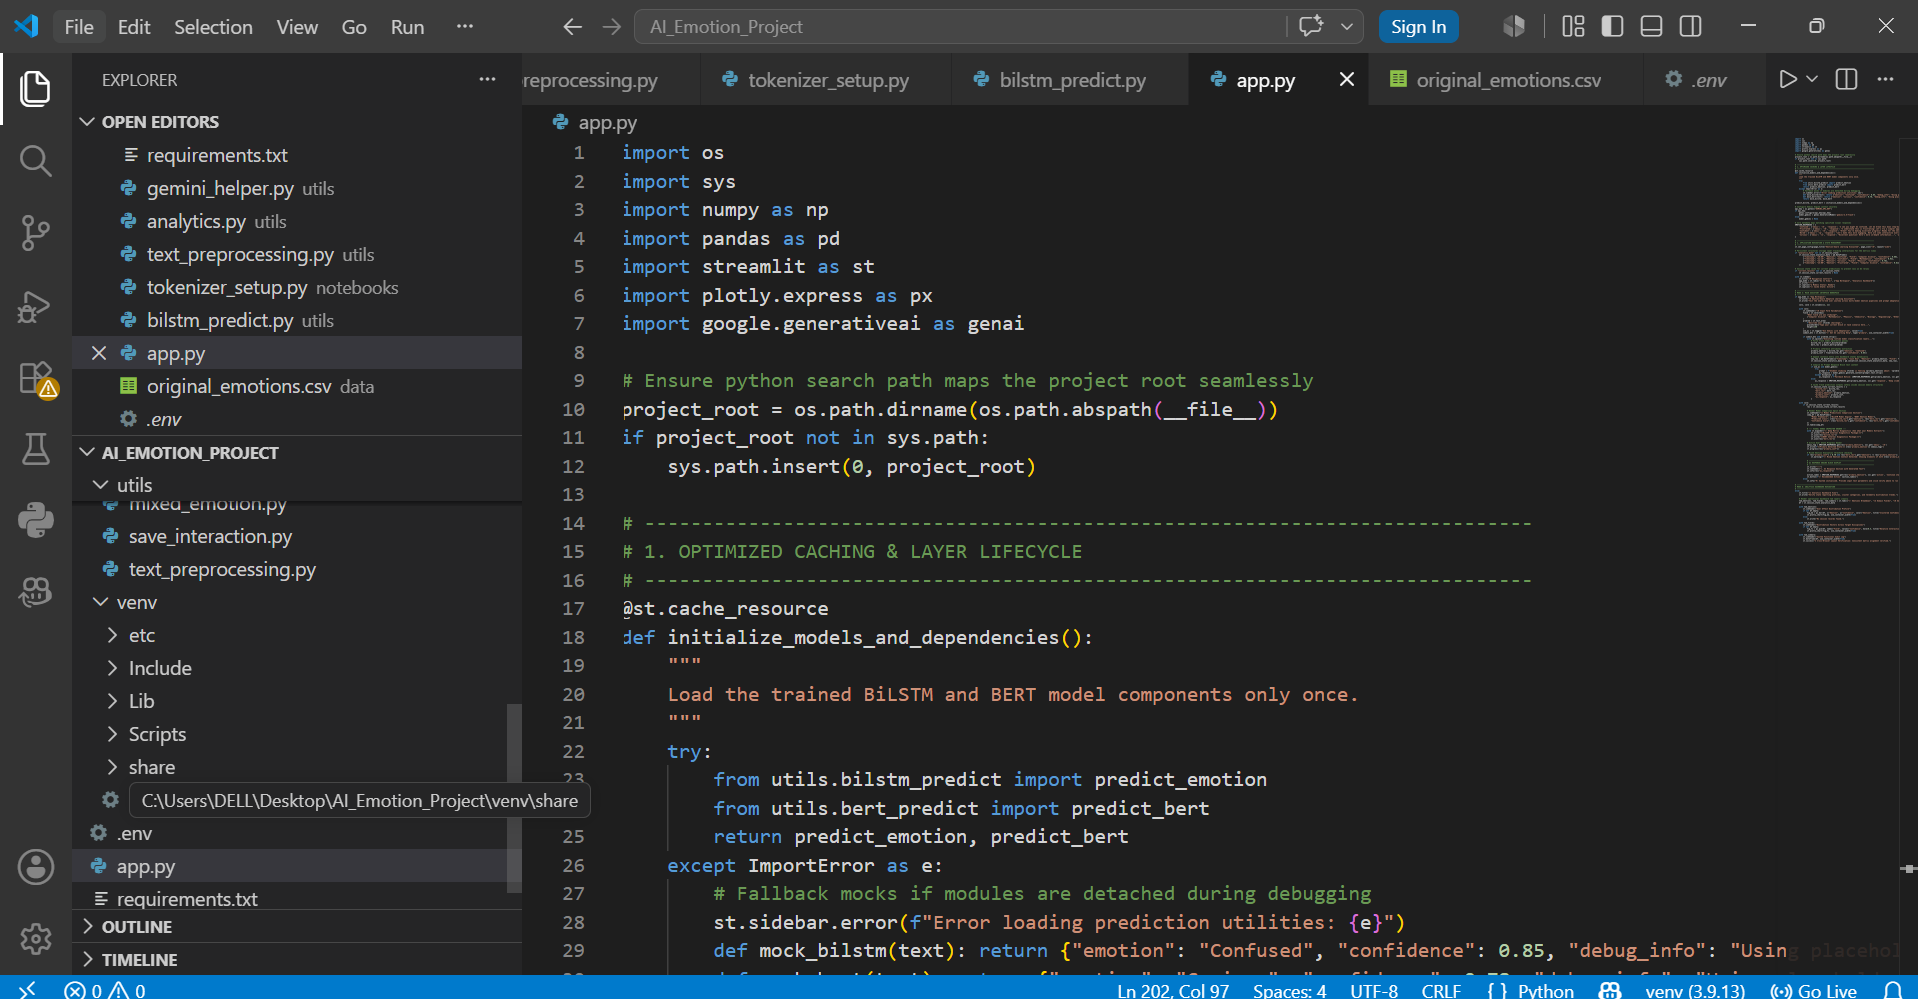 File Edit Selection View Go Run ···
AI_Emotion_Project
Sign In
EXPLORER
reprocessing.py
tokenizer_setup.py
bilstm_predict.py
app.py
original_emotions.csv
.env
OPEN EDITORS
requirements.txt
gemini_helper.py utils
analytics.py utils
text_preprocessing.py utils
tokenizer_setup.py notebooks
bilstm_predict.py utils
app.py
original_emotions.csv data
.env
AI_EMOTION_PROJECT
utils
mixed_emotion.py
save_interaction.py
text_preprocessing.py
venv
etc
Include
Lib
Scripts
share
C:\Users\DELL\Desktop\AI_Emotion_Project\venv\share
.env
app.py
requirements.txt
OUTLINE
TIMELINE
app.py
1 import os
2 import sys
3 import numpy as np
4 import pandas as pd
5 import streamlit as st
6 import plotly.express as px
7 import google.generativeai as genai
8
9 # Ensure python search path maps the project root seamlessly
10 project_root = os.path.dirname(os.path.abspath(__file__))
11 if project_root not in sys.path:
12     sys.path.insert(0, project_root)
13
14 # -----------------------------------------------------------------------------
15 # 1. OPTIMIZED CACHING & LAYER LIFECYCLE
16 # -----------------------------------------------------------------------------
17 @st.cache_resource
18 def initialize_models_and_dependencies():
19     """
20     Load the trained BiLSTM and BERT model components only once.
21     """
22     try:
23         from utils.bilstm_predict import predict_emotion
from utils.bert_predict import predict_bert
25         return predict_emotion, predict_bert
26     except ImportError as e:
27         # Fallback mocks if modules are detached during debugging
28         st.sidebar.error(f"Error loading prediction utilities: {e}")
29         def mock_bilstm(text): return {"emotion": "Confused", "confidence": 0.85, "debug_info": "Using placehol
0 0
Ln 202, Col 97 Spaces: 4 UTF-8 CRLF { } Python venv (3.9.13) Go Live